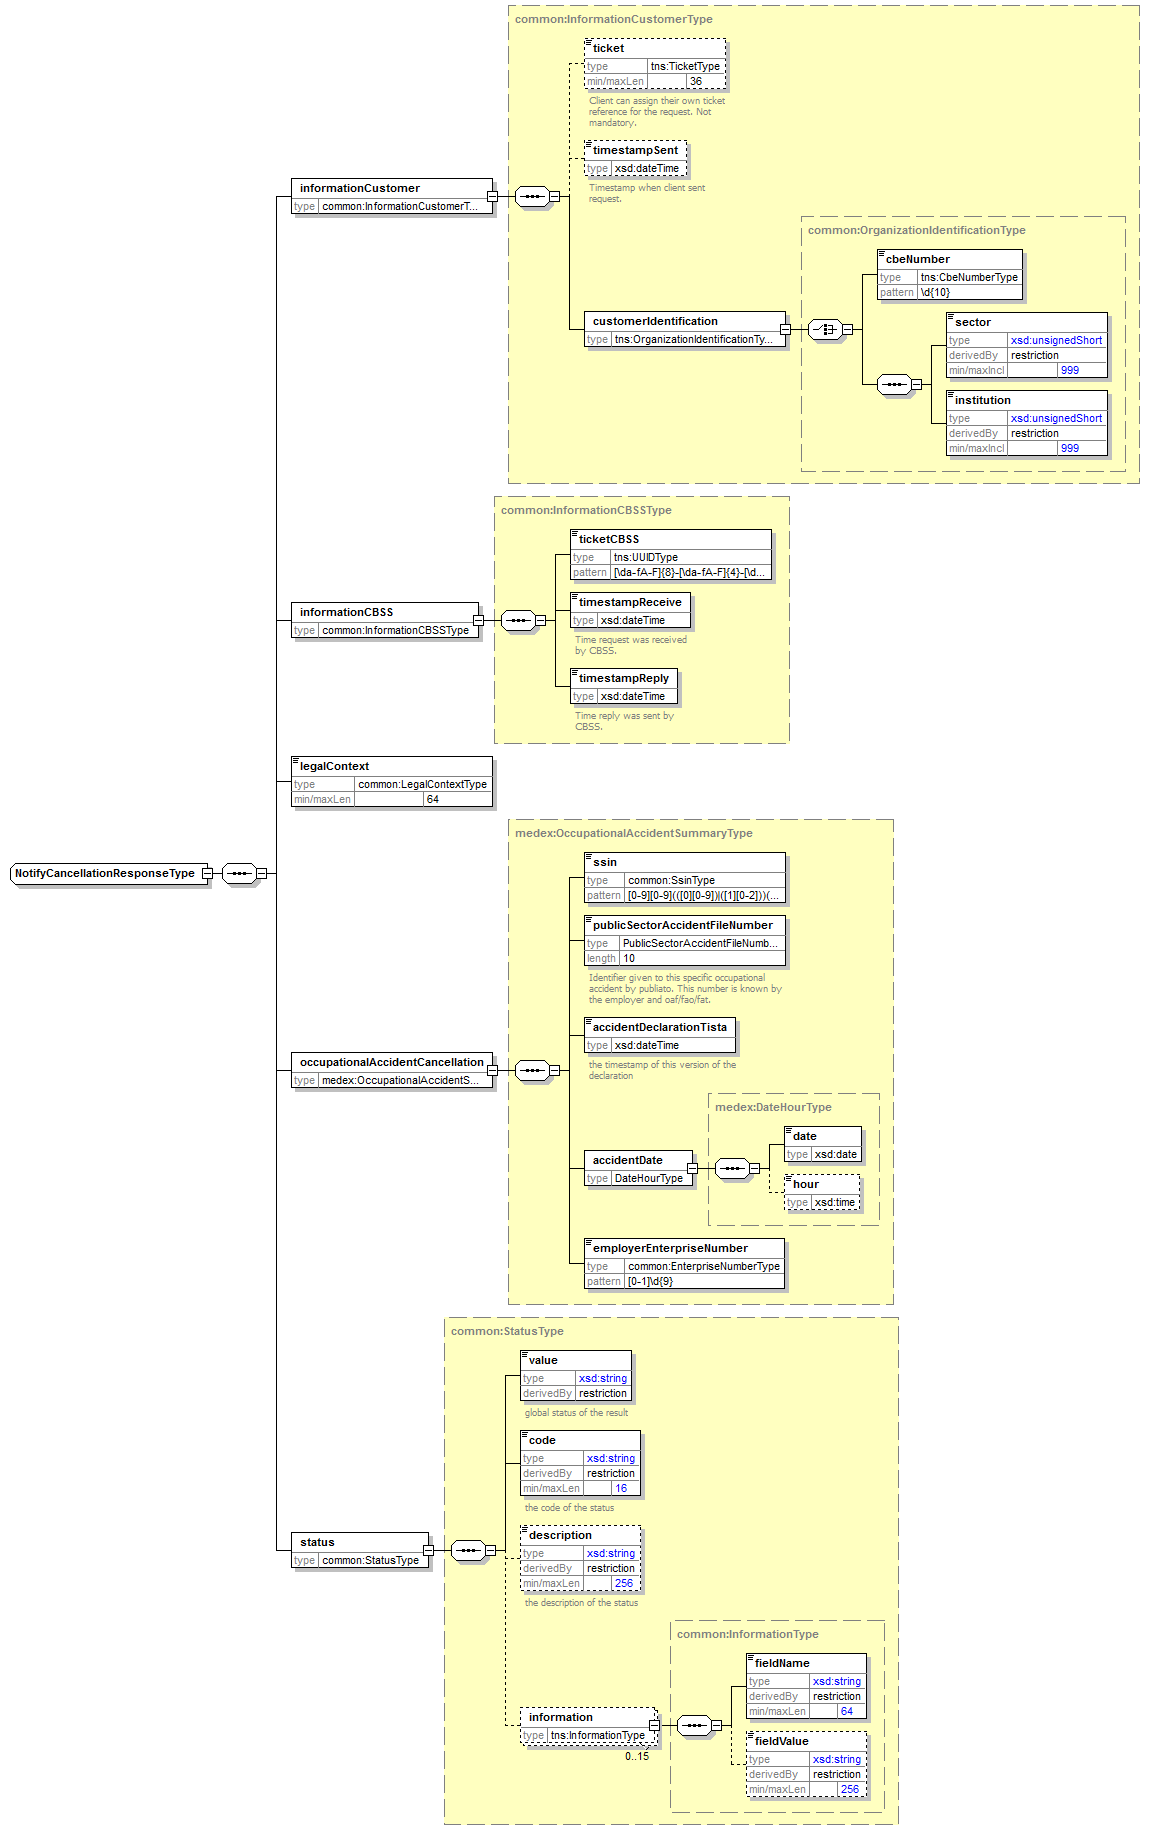 common:InformationCustomerType
ticket
type tns:TicketType
min/maxLen 36
Client can assign their own ticket
reference for the request. Not
mandatory.
timestampSent
type xsd:dateTime
Timestamp when client sent
request.
informationCustomer
type common:InformationCustomerT...
common:OrganizationIdentificationType
cbeNumber
type tns:CbeNumberType
pattern \d{10}
customerIdentification
type tns:OrganizationIdentificationTy...
sector
type xsd:unsignedShort
derivedBy restriction
min/maxIncl 999
institution
type xsd:unsignedShort
derivedBy restriction
min/maxIncl 999
common:InformationCBSSType
ticketCBSS
type tns:UUIDType
pattern [\da-fA-F]{8}-[\da-fA-F]{4}-[\d...
informationCBSS
type common:InformationCBSSType
timestampReceive
type xsd:dateTime
Time request was received
by CBSS.
timestampReply
type xsd:dateTime
Time reply was sent by
CBSS.
legalContext
type common:LegalContextType
min/maxLen 64
NotifyCancellationResponseType
medex:OccupationalAccidentSummaryType
ssin
type common:SsinType
pattern [0-9][0-9](([0][0-9])|([1][0-2]))(...
publicSectorAccidentFileNumber
type PublicSectorAccidentFileNumb...
length 10
Identifier given to this specific occupational
accident by publiato. This number is known by
the employer and oaf/fao/fat.
accidentDeclarationTista
type xsd:dateTime
the timestamp of this version of the
declaration
occupationalAccidentCancellation
type medex:OccupationalAccidentS...
medex:DateHourType
date
type xsd:date
accidentDate
type DateHourType
hour
type xsd:time
employerEnterpriseNumber
type common:EnterpriseNumberType
pattern [0-1]\d{9}
common:StatusType
value
type xsd:string
derivedBy restriction
global status of the result
code
type xsd:string
derivedBy restriction
min/maxLen 16
the code of the status
status
type common:StatusType
description
type xsd:string
derivedBy restriction
min/maxLen 256
the description of the status
common:InformationType
fieldName
type xsd:string
derivedBy restriction
min/maxLen 64
information
type tns:InformationType
0..15
fieldValue
type xsd:string
derivedBy restriction
min/maxLen 256